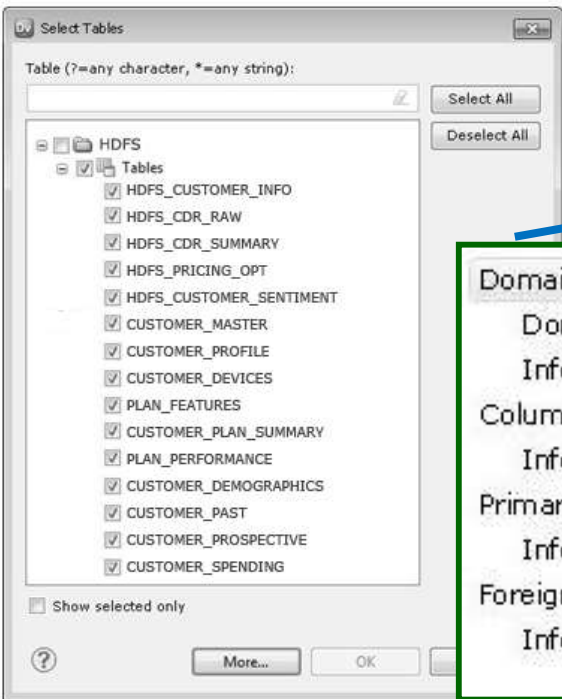 Select Tables
Table (?=any character, *=any string):
Select All
Deselect All
HDFS
Tables
HDFS_CUSTOMER_INFO
HDFS_CDR_RAW
HDFS_CDR_SUMMARY
HDFS_PRICING_OPT
HDFS_CUSTOMER_SENTIMENT
CUSTOMER_MASTER
CUSTOMER_PROFILE
CUSTOMER_DEVICES
PLAN_FEATURES
CUSTOMER_PLAN_SUMMARY
PLAN_PERFORMANCE
CUSTOMER_DEMOGRAPHICS
CUSTOMER_PAST
CUSTOMER_PROSPECTIVE
CUSTOMER_SPENDING
Show selected only
More...
OK